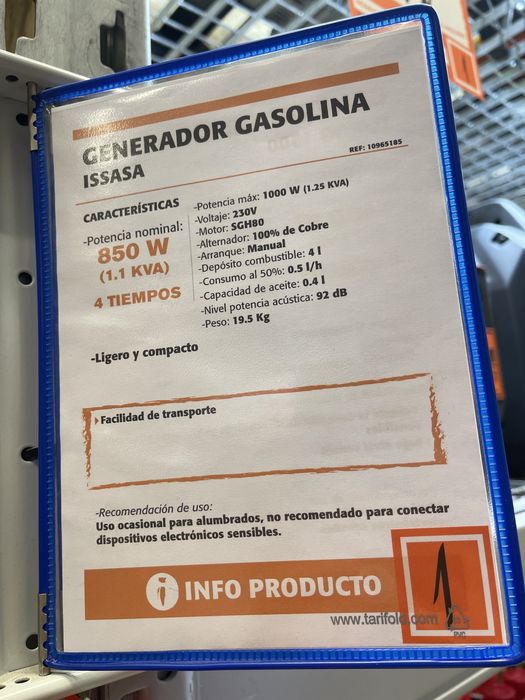 GENERADOR GASOLINA
ISSASA
REF: 10965185
CARACTERÍSTICAS
-Potencia nominal:
850 W
(1.1 KVA)
4 TIEMPOS
-Potencia máx: 1000 W (1.25 KVA)
-Voltaje: 230V
-Motor: SGH80
-Alternador: 100% de Cobre
-Arranque: Manual
-Depósito combustible: 4 l
-Consumo al 50%: 0.5 l/h
-Capacidad de aceite: 0.4 l
-Nivel potencia acústica: 92 dB
-Peso: 19.5 Kg
-Ligero y compacto
Facilidad de transporte
-Recomendación de uso:
Uso ocasional para alumbrados, no recomendado para conectar
dispositivos electrónicos sensibles.
INFO PRODUCTO
www.tarifold.com
PVC